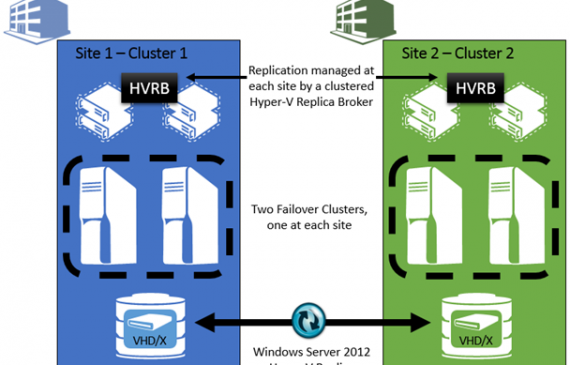 Site 1 – Cluster 1
Site 2 – Cluster 2
HVRB
Replication managed at
each site by a clustered
Hyper-V Replica Broker
HVRB
Two Failover Clusters,
one at each site
VHD/X
VHD/X
Windows Server 2012